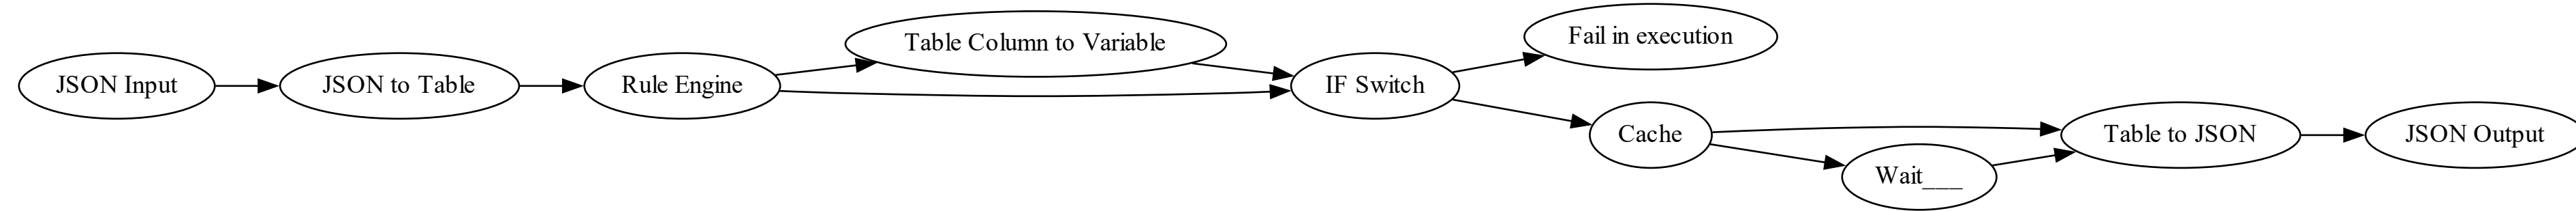 JSON Input
JSON to Table
Rule Engine
Table Column to Variable
IF Switch
Fail in execution
Cache
Wait___
Table to JSON
JSON Output